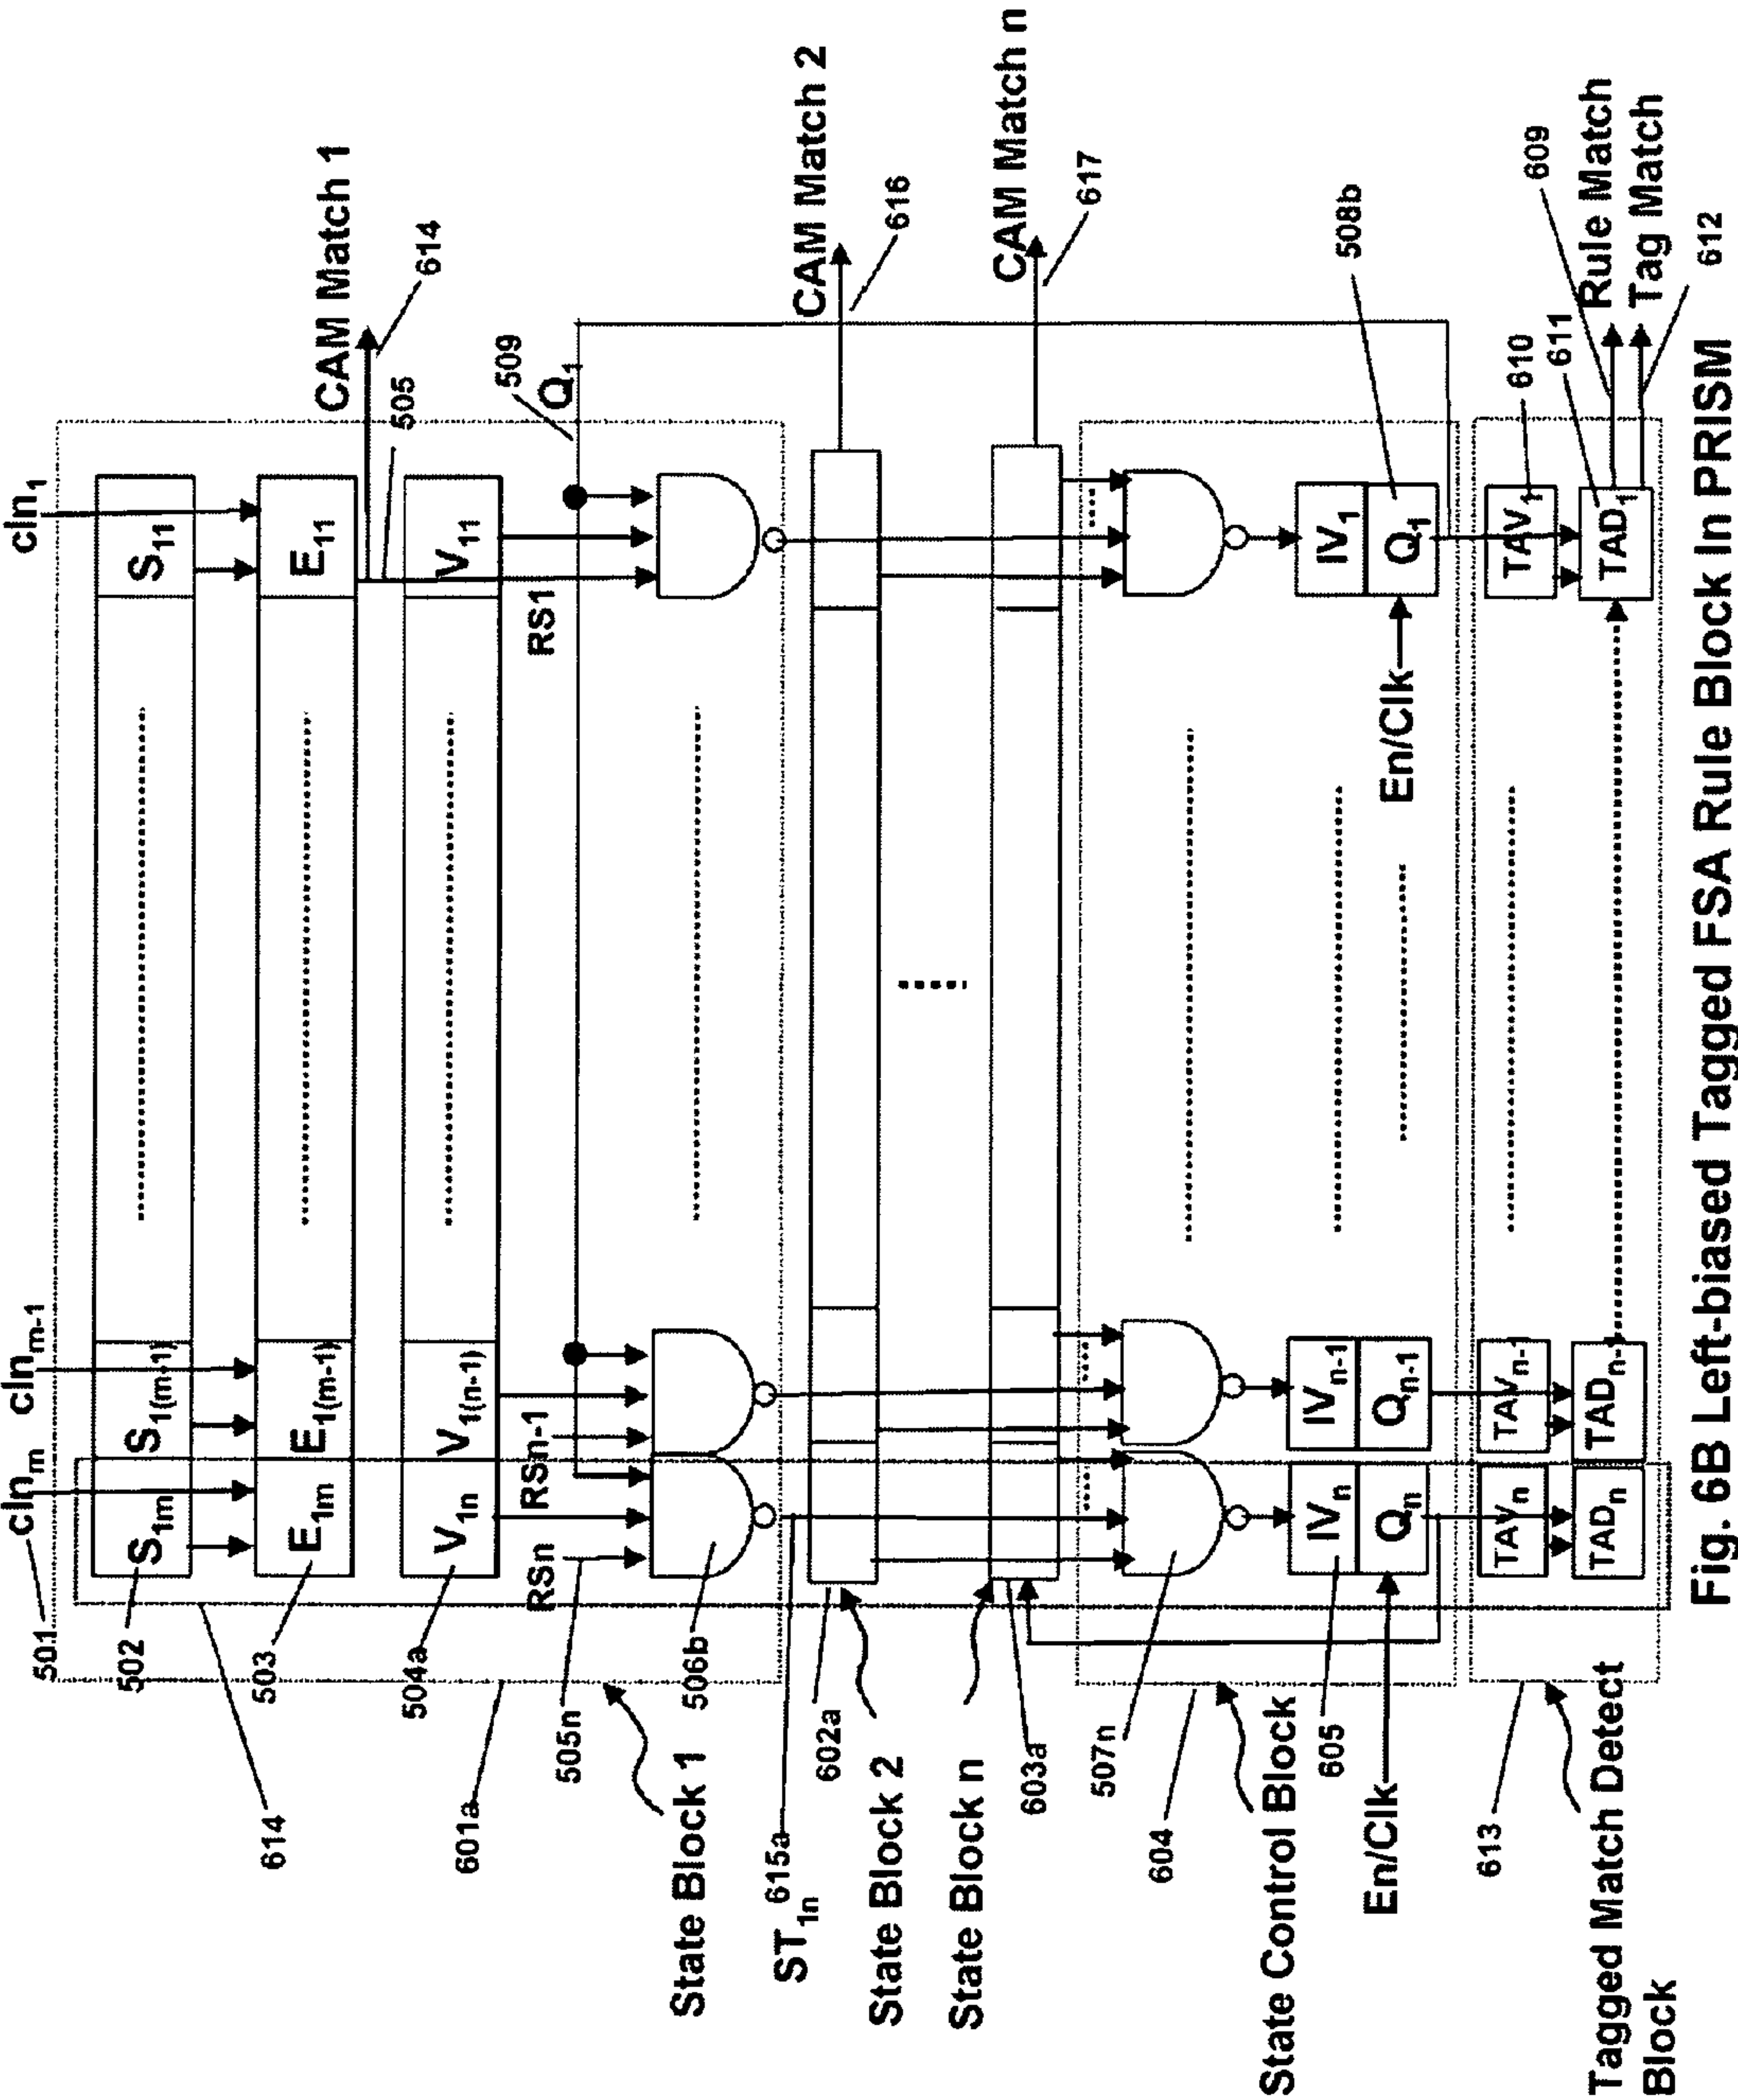 cIn₁
cInₘ₋₁
cInₘ
501
502
503
504a
614
601a
S₁ₘ
S₁₍ₘ₋₁₎
S₁₁
E₁ₘ
E₁₍ₘ₋₁₎
E₁₁
CAM Match 1
614
505
V₁ₙ
V₁₍ₙ₋₁₎
V₁₁
509
Q₁
RSn
RSn-1
RS1
505n
506b
State Block 1
ST₁ₙ
615a
602a
State Block 2
CAM Match 2
616
State Block n
603a
CAM Match n
617
507n
604
State Control Block
605
IVₙ
IVₙ₋₁
IV₁
Qₙ
Qₙ₋₁
Q₁
508b
En/Clk
En/Clk
613
Tagged Match Detect
Block
TAVₙ
TAVₙ₋₁
TAV₁
610
TADₙ
TADₙ₋₁
TAD₁
611
609
Rule Match
Tag Match
612
Fig. 6B Left-biased Tagged FSA Rule Block In PRISM